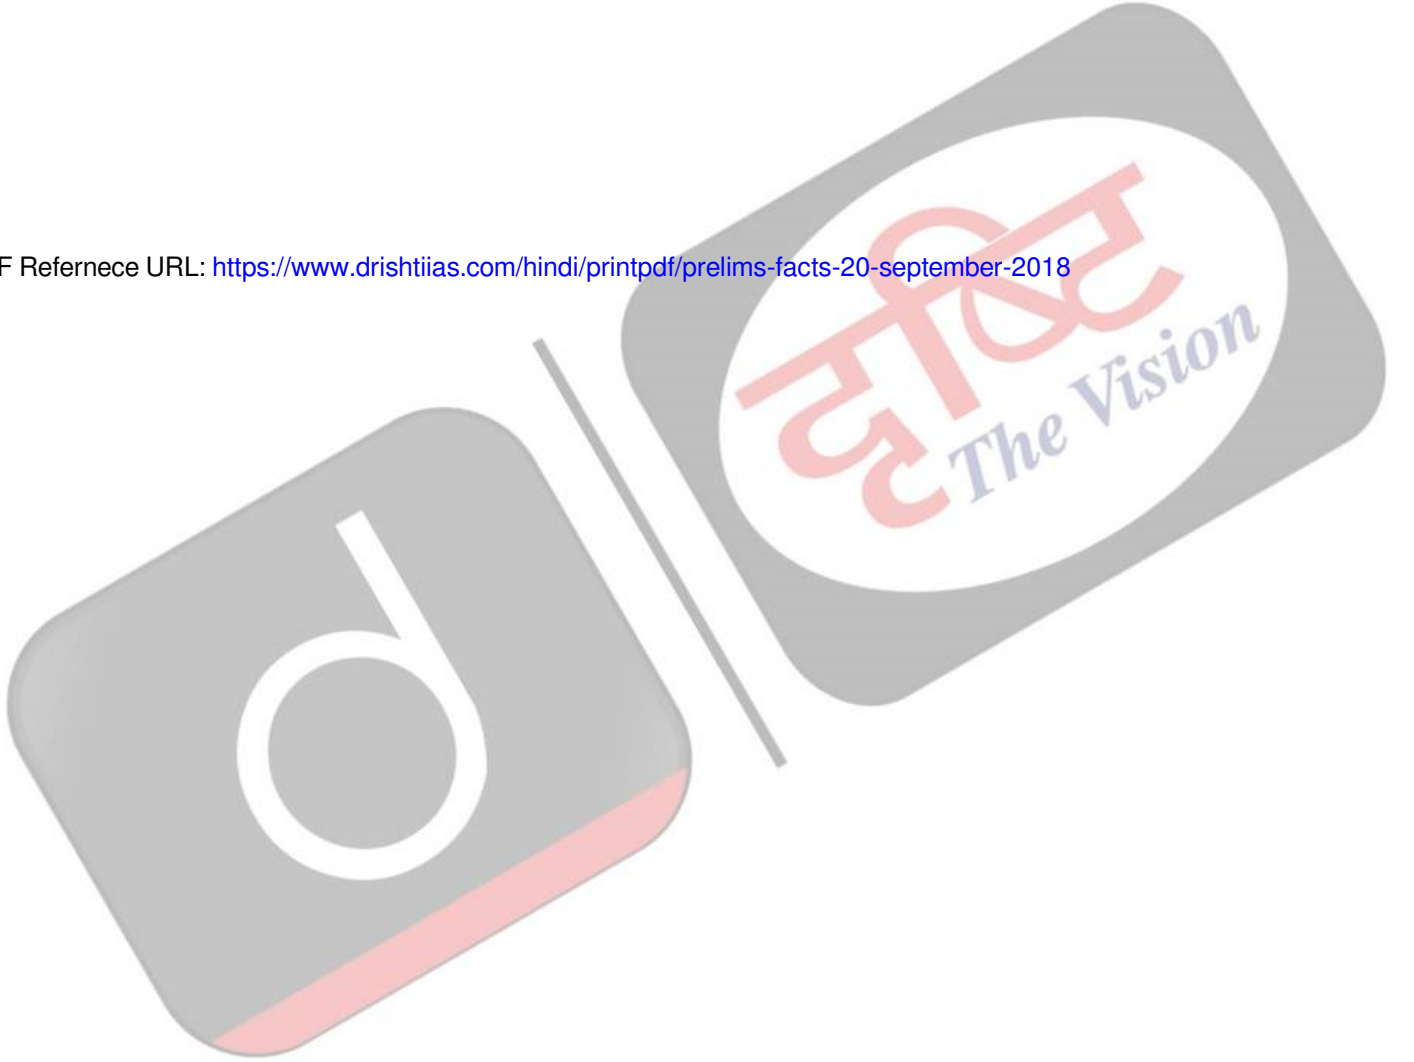 F Refernece URL: https://www.drishtiias.com/hindi/printpdf/prelims-facts-20-september-2018
दृष्टि
The Vision
d